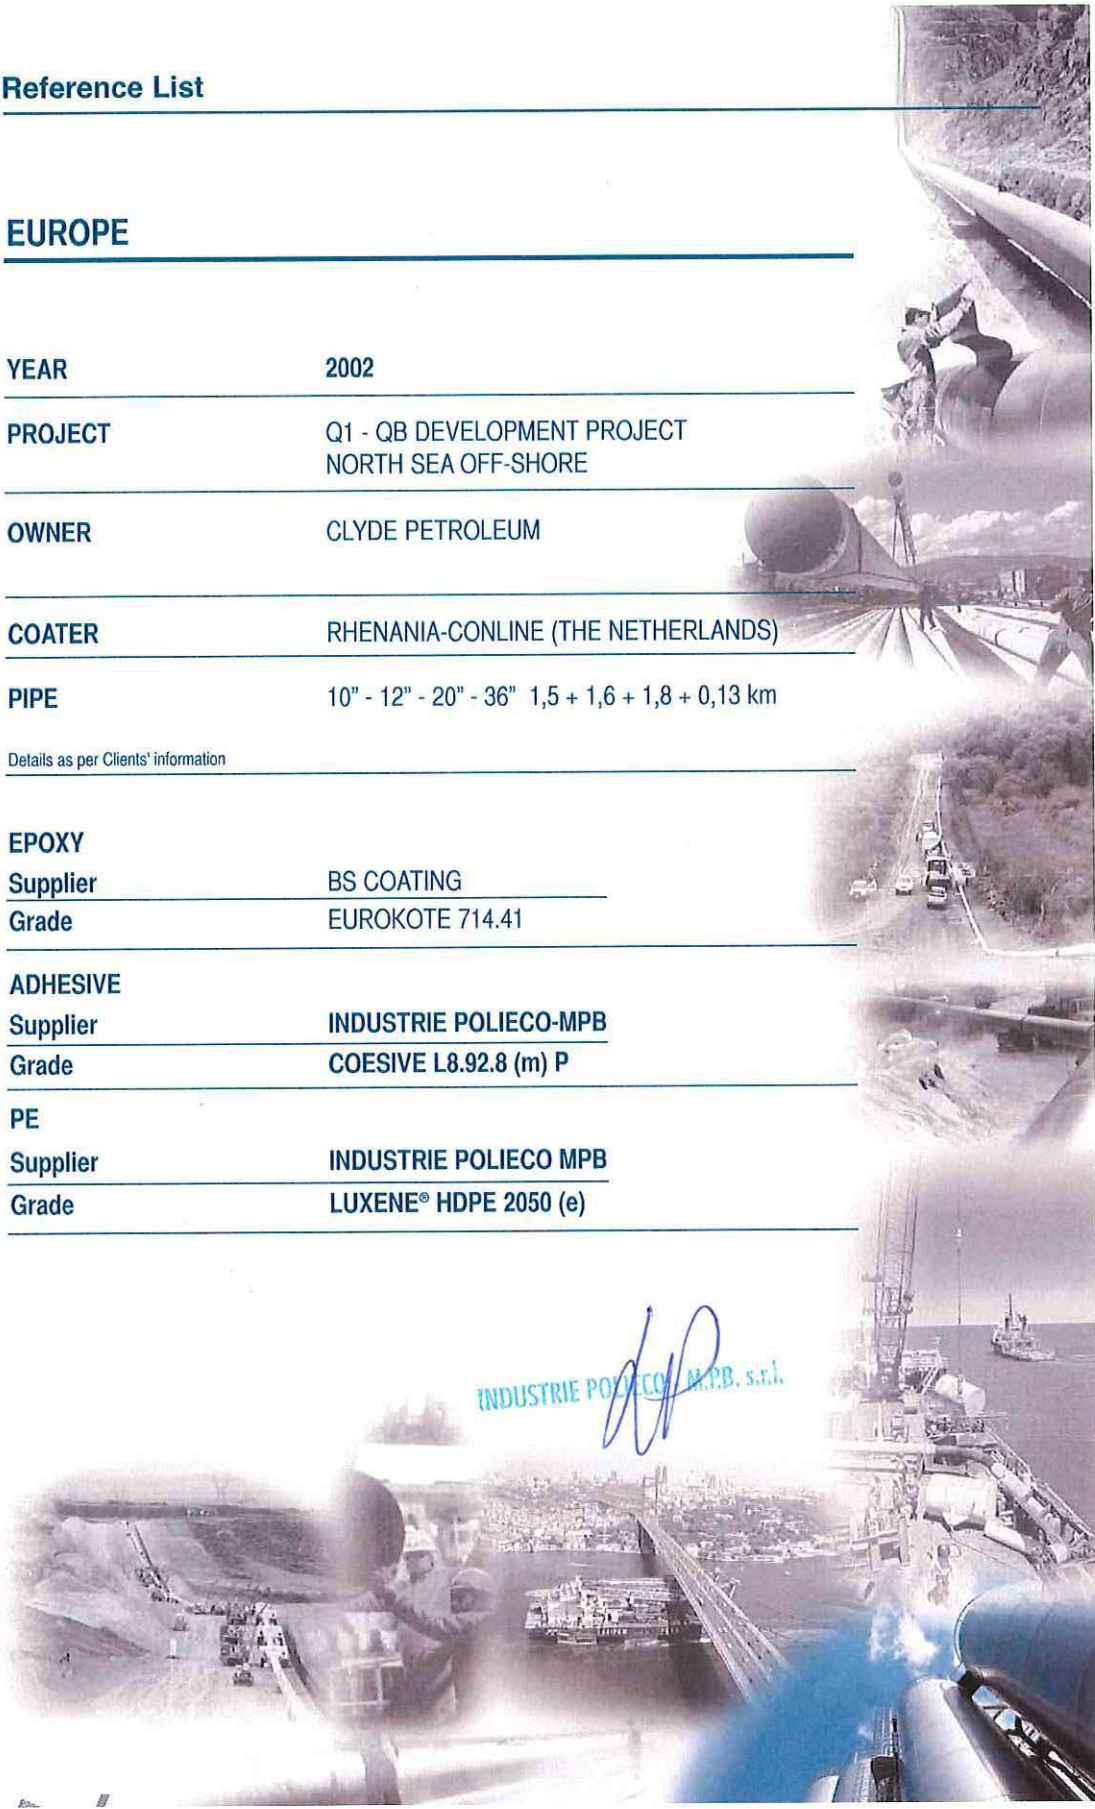 Reference List
EUROPE
YEAR 2002
PROJECT Q1 - QB DEVELOPMENT PROJECT
NORTH SEA OFF-SHORE
OWNER CLYDE PETROLEUM
COATER RHENANIA-CONLINE (THE NETHERLANDS)
PIPE 10" - 12" - 20" - 36" 1,5 + 1,6 + 1,8 + 0,13 km
Details as per Clients' information
EPOXY
Supplier BS COATING
Grade EUROKOTE 714.41
ADHESIVE
Supplier INDUSTRIE POLIECO-MPB
Grade COESIVE L8.92.8 (m) P
PE
Supplier INDUSTRIE POLIECO MPB
Grade LUXENE® HDPE 2050 (e)
INDUSTRIE POLIECO M.P.B. s.r.l.